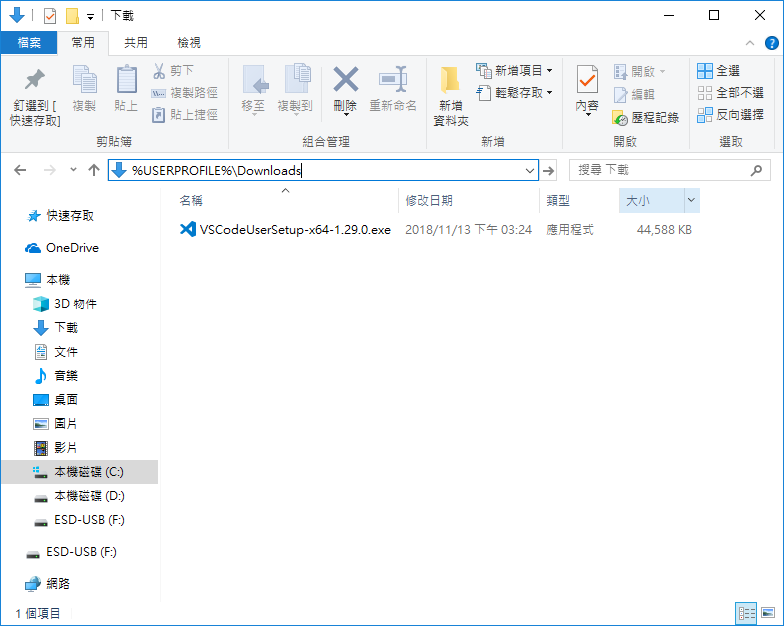 下載
檔案 常用 共用 檢視
釘選到 [
快速存取]
複製
貼上
剪下
複製路徑
貼上捷徑
剪貼簿
移至
複製到
刪除
重新命名
組合管理
新增
資料夾
新增項目
輕鬆存取
新增
內容
開啟
編輯
歷程記錄
開啟
全選
全部不選
反向選擇
選取
%USERPROFILE%\Downloads
搜尋 下載
名稱 修改日期 類型 大小
VSCodeUserSetup-x64-1.29.0.exe 2018/11/13 下午 03:24 應用程式 44,588 KB
快速存取
OneDrive
本機
3D 物件
下載
文件
音樂
桌面
圖片
影片
本機磁碟 (C:)
本機磁碟 (D:)
ESD-USB (F:)
ESD-USB (F:)
網路
1 個項目